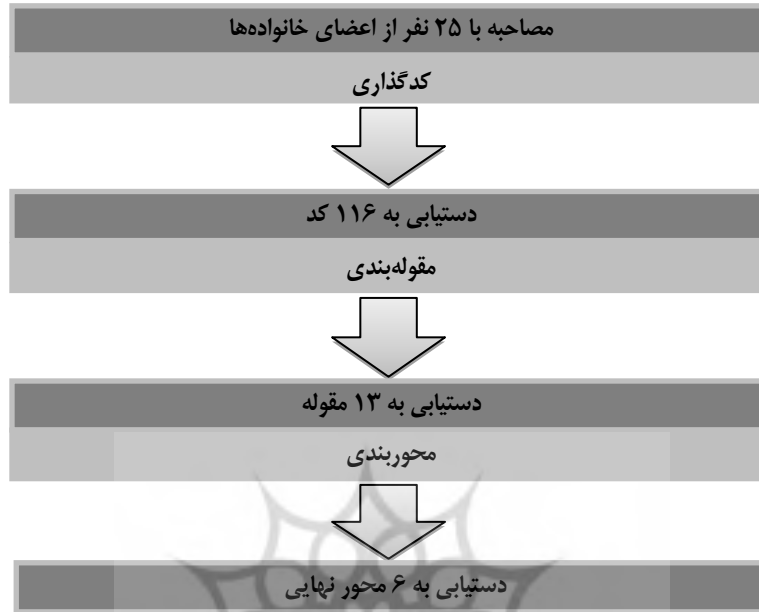 مصاحبه با ۲۵ نفر از اعضای خانواده‌ها
کدگذاری
دستیابی به ۱۱۶ کد
مقوله‌بندی
دستیابی به ۱۳ مقوله
محوربندی
دستیابی به ۶ محور نهایی